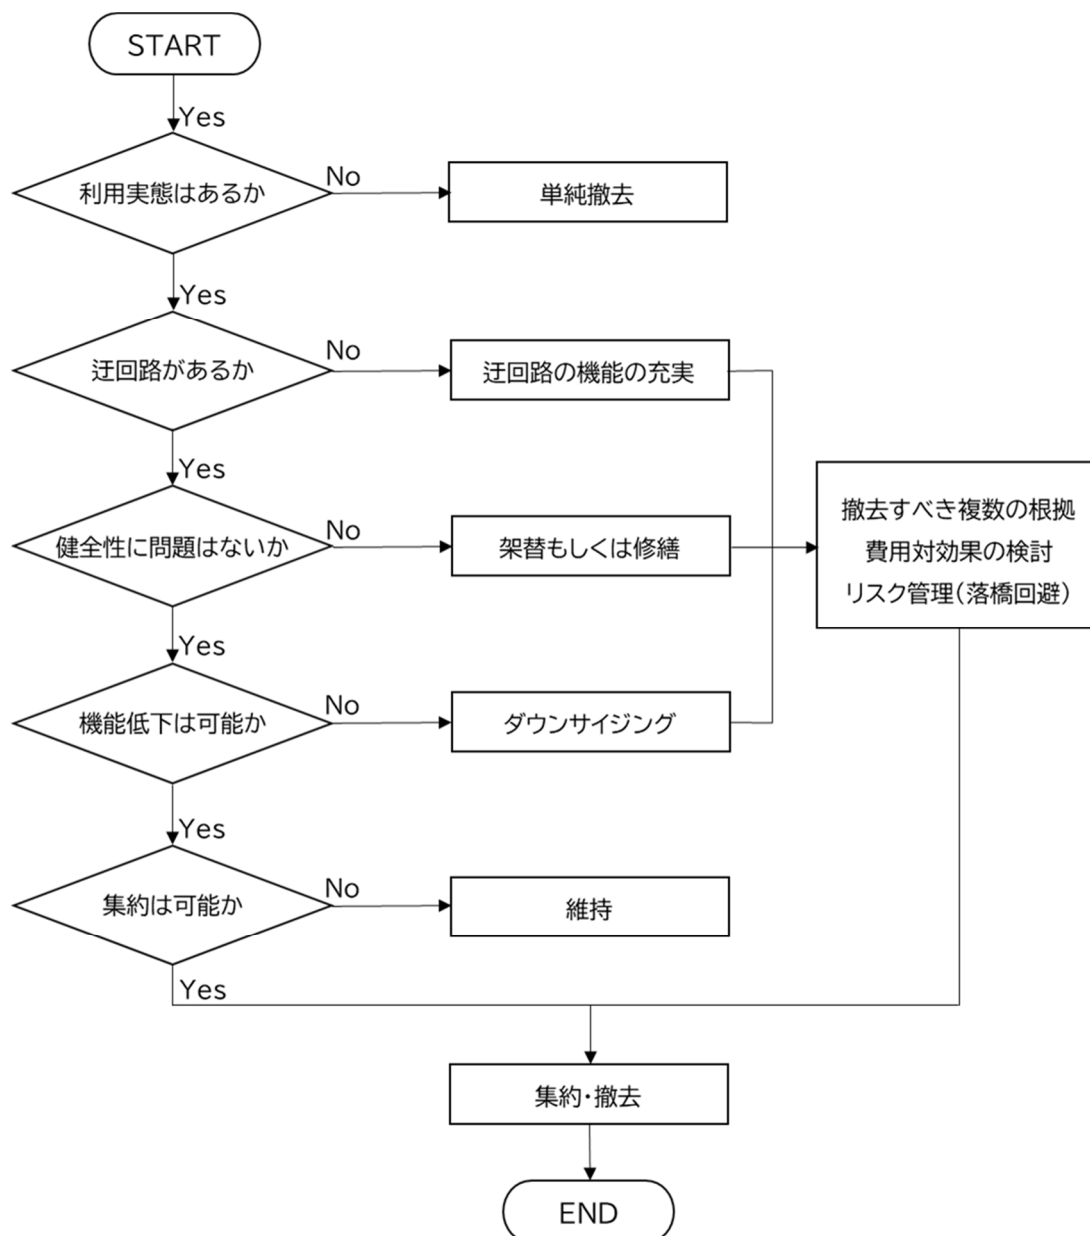 START
Yes
利用実態はあるか
No
単純撤去
Yes
迂回路があるか
No
迂回路の機能の充実
Yes
健全性に問題はないか
No
架替もしくは修繕
撤去すべき複数の根拠
費用対効果の検討
リスク管理(落橋回避)
Yes
機能低下は可能か
No
ダウンサイジング
Yes
集約は可能か
No
維持
Yes
集約・撤去
END